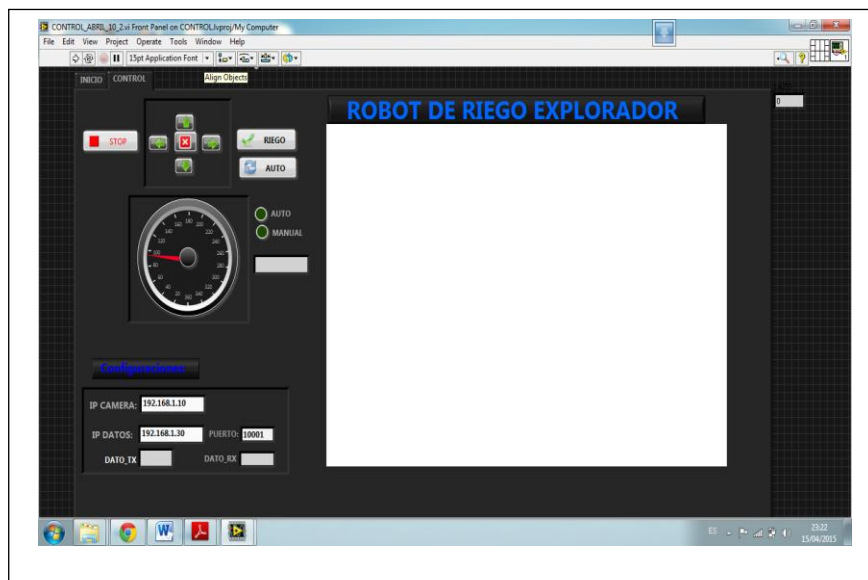 CONTROL_ABRIL_10_2.vi Front Panel on CONTROL.lvproj/My Computer
File Edit View Project Operate Tools Window Help
15pt Application Font
Align Objects
INICIO CONTROL
ROBOT DE RIEGO EXPLORADOR
0
STOP
RIEGO
AUTO
AUTO
MANUAL
Configuraciones:
IP CAMERA: 192.168.1.10
IP DATOS: 192.168.1.30 PUERTO: 10001
DATO_TX DATO_RX
ES
23:22
15/04/2015